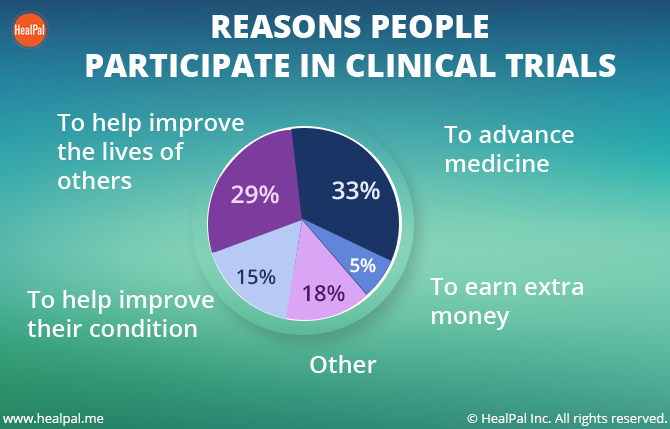 HealPal
REASONS PEOPLE
PARTICIPATE IN CLINICAL TRIALS
To help improve
the lives of
others
To advance
medicine
29%
33%
5%
15%
18%
To help improve
their condition
To earn extra
money
Other
www.healpal.me
© HealPal Inc. All rights reserved.